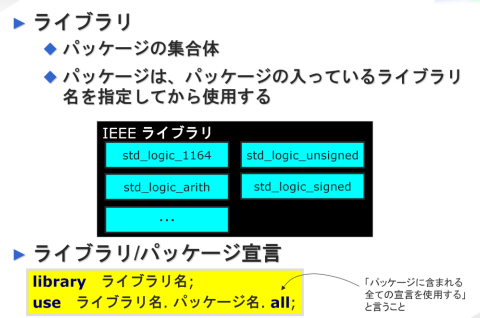 ライブラリ
パッケージの集合体
パッケージは、パッケージの入っているライブラリ
名を指定してから使用する
IEEE ライブラリ
std_logic_1164
std_logic_unsigned
std_logic_arith
std_logic_signed
...
ライブラリ/パッケージ宣言
library ライブラリ名;
use ライブラリ名. パッケージ名. all;
「パッケージに含まれる
全ての宣言を使用する」
と言うこと